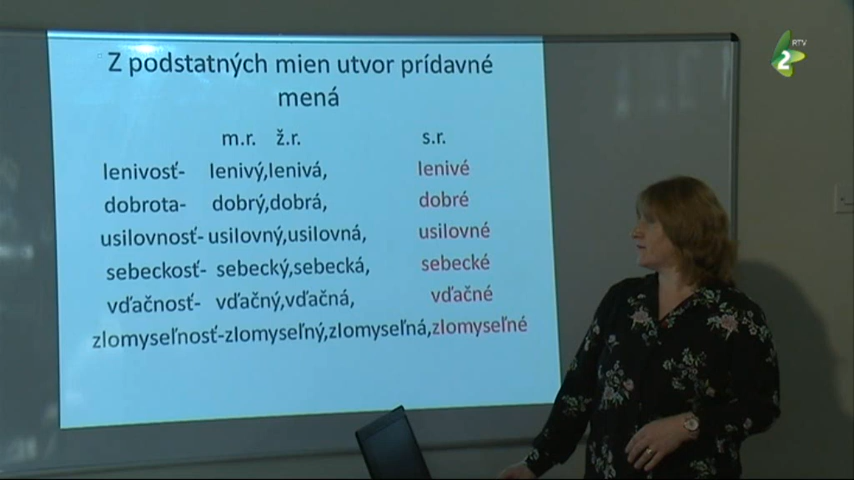 RTV
2
Z podstatných mien utvor prídavné
mená
m.r. ž.r. s.r.
lenivosť- lenivý,lenivá, lenivé
dobrota- dobrý,dobrá, dobré
usilovnosť- usilovný,usilovná, usilovné
sebeckosť- sebecký,sebecká, sebecké
vďačnosť- vďačný,vďačná, vďačné
zlomyseľnosť-zlomyseľný,zlomyseľná,zlomyseľné